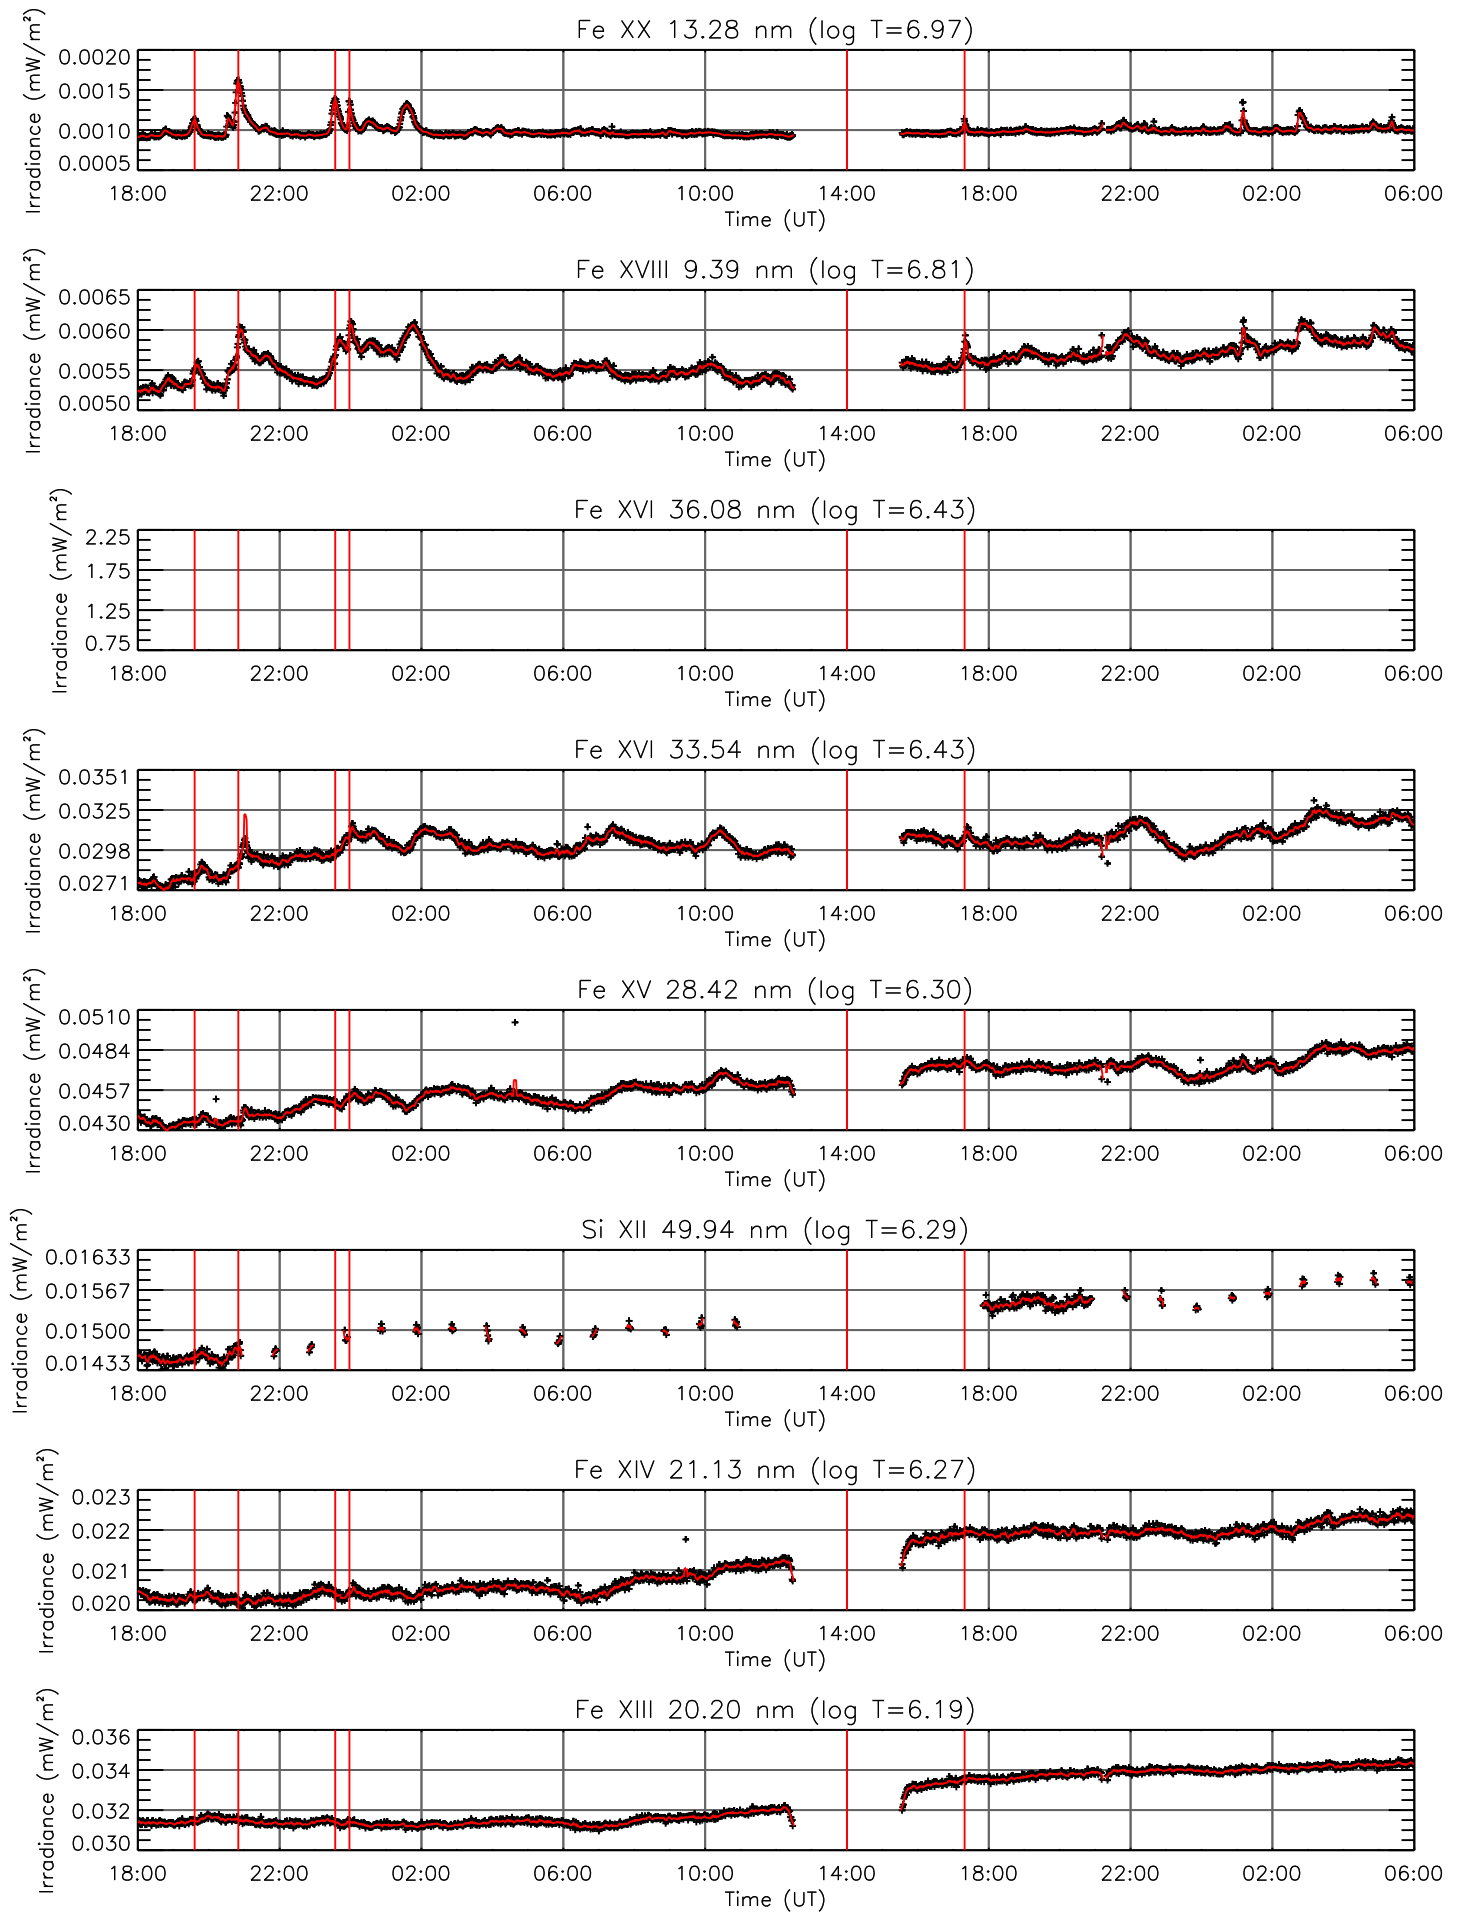 Fe XX 13.28 nm (log T=6.97)
Irradiance (mW/m²)
0.0020
0.0015
0.0010
0.0005
18:00 22:00 02:00 06:00 10:00 14:00 18:00 22:00 02:00 06:00
Time (UT)
Fe XVIII 9.39 nm (log T=6.81)
Irradiance (mW/m²)
0.0065
0.0060
0.0055
0.0050
18:00 22:00 02:00 06:00 10:00 14:00 18:00 22:00 02:00 06:00
Time (UT)
Fe XVI 36.08 nm (log T=6.43)
Irradiance (mW/m²)
2.25
1.75
1.25
0.75
18:00 22:00 02:00 06:00 10:00 14:00 18:00 22:00 02:00 06:00
Time (UT)
Fe XVI 33.54 nm (log T=6.43)
Irradiance (mW/m²)
0.0351
0.0325
0.0298
0.0271
18:00 22:00 02:00 06:00 10:00 14:00 18:00 22:00 02:00 06:00
Time (UT)
Fe XV 28.42 nm (log T=6.30)
Irradiance (mW/m²)
0.0510
0.0484
0.0457
0.0430
18:00 22:00 02:00 06:00 10:00 14:00 18:00 22:00 02:00 06:00
Time (UT)
Si XII 49.94 nm (log T=6.29)
Irradiance (mW/m²)
0.01633
0.01567
0.01500
0.01433
18:00 22:00 02:00 06:00 10:00 14:00 18:00 22:00 02:00 06:00
Time (UT)
Fe XIV 21.13 nm (log T=6.27)
Irradiance (mW/m²)
0.023
0.022
0.021
0.020
18:00 22:00 02:00 06:00 10:00 14:00 18:00 22:00 02:00 06:00
Time (UT)
Fe XIII 20.20 nm (log T=6.19)
Irradiance (mW/m²)
0.036
0.034
0.032
0.030
18:00 22:00 02:00 06:00 10:00 14:00 18:00 22:00 02:00 06:00
Time (UT)